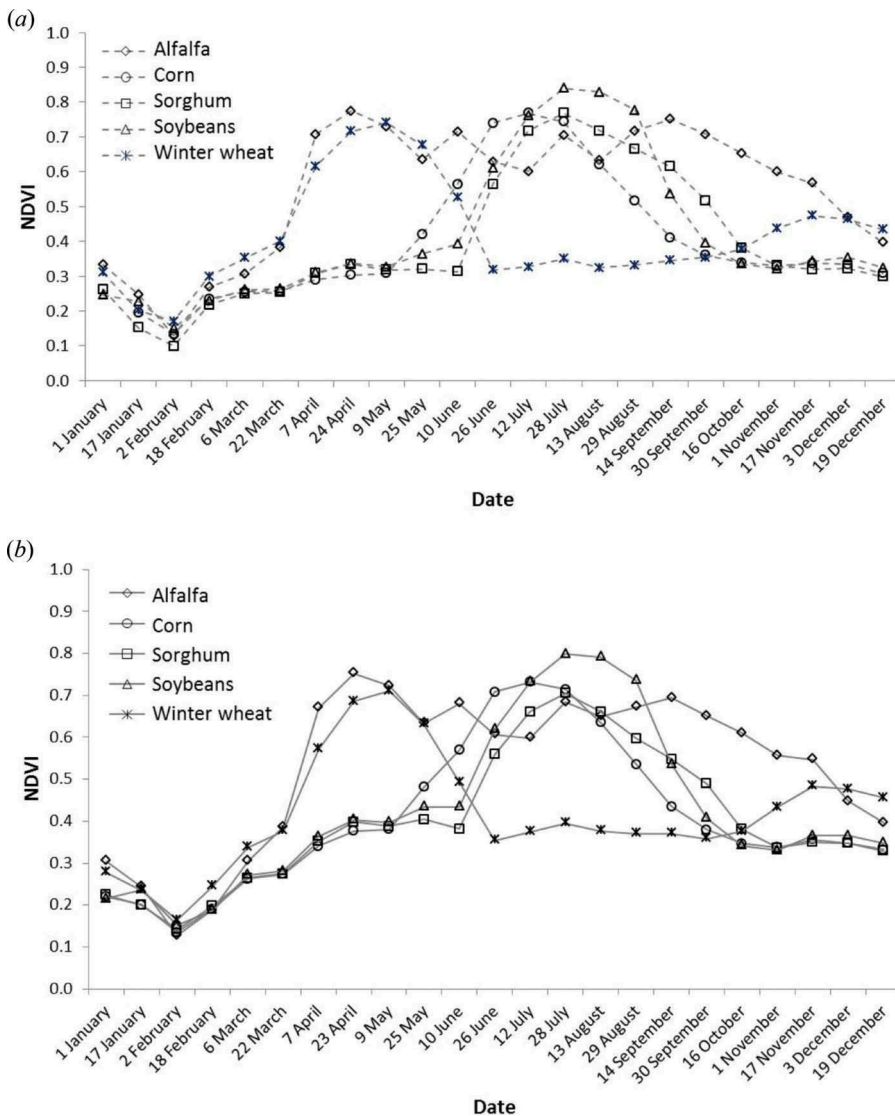 (a)
1.0
0.9
0.8
0.7
0.6
0.5
0.4
0.3
0.2
0.1
0.0
NDVI
Alfalfa
Corn
Sorghum
Soybeans
Winter wheat
1 January
17 January
2 February
18 February
6 March
22 March
7 April
24 April
9 May
25 May
10 June
26 June
12 July
28 July
13 August
29 August
14 September
30 September
16 October
1 November
17 November
3 December
19 December
Date
(b)
1.0
0.9
0.8
0.7
0.6
0.5
0.4
0.3
0.2
0.1
0.0
NDVI
Alfalfa
Corn
Sorghum
Soybeans
Winter wheat
1 January
17 January
2 February
18 February
6 March
22 March
7 April
23 April
9 May
25 May
10 June
26 June
12 July
28 July
13 August
29 August
14 September
30 September
16 October
1 November
17 November
3 December
19 December
Date